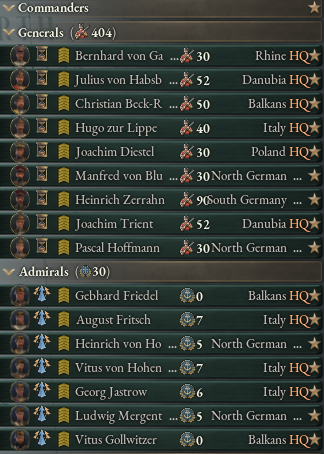 Commanders
Generals (404)
Bernhard von Ga ... 30 Rhine HQ
Julius von Habsb ... 52 Danubia HQ
Christian Beck-R ... 50 Balkans HQ
Hugo zur Lippe 40 Italy HQ
Joachim Diestel 30 Poland HQ
Manfred von Blu ... 30 North German ...
Heinrich Zerrahn 90 South Germany ...
Joachim Trient 52 Danubia HQ
Pascal Hoffmann 30 North German ...
Admirals (30)
Gebhard Friedel 0 Balkans HQ
August Fritsch 7 Italy HQ
Heinrich von Ho ... 5 North German ...
Vitus von Hohen ... 7 Italy HQ
Georg Jastrow 6 Italy HQ
Ludwig Mergent ... 5 North German ...
Vitus Gollwitzer 0 Balkans HQ